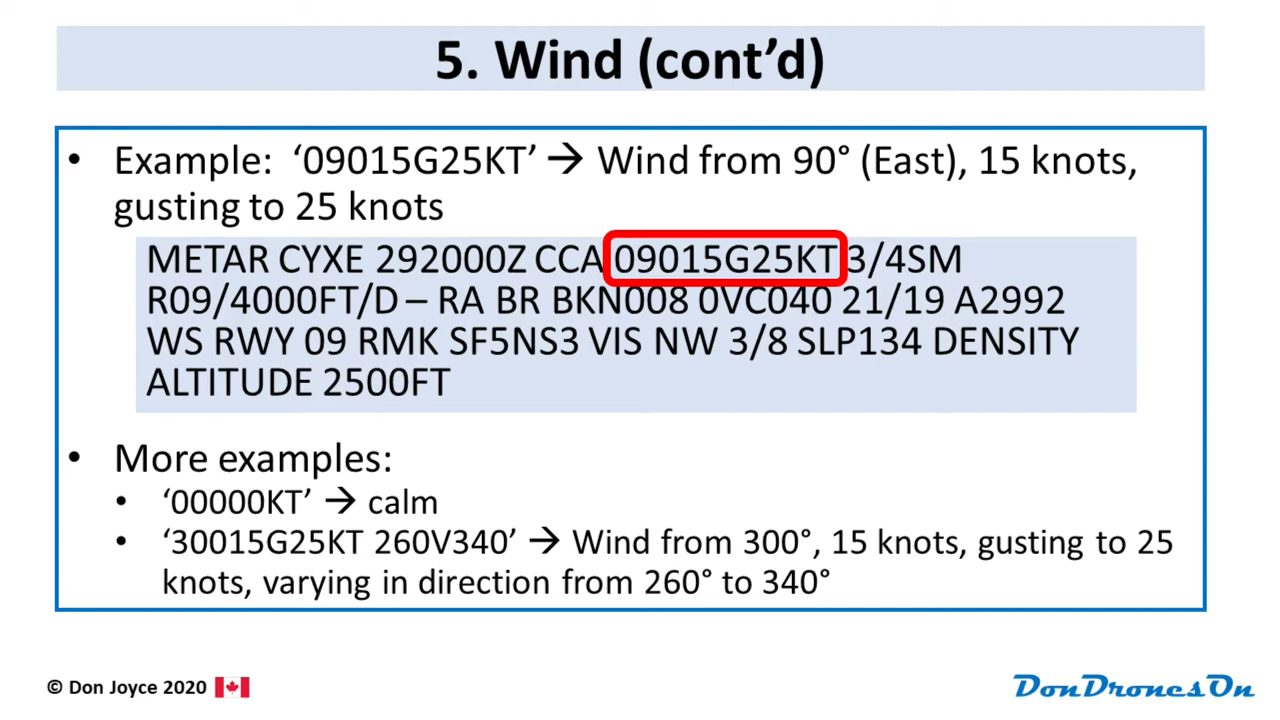 5. Wind (cont’d)
• Example: ‘09015G25KT’ → Wind from 90° (East), 15 knots,
gusting to 25 knots
METAR CYXE 292000Z CCA 09015G25KT 3/4SM
R09/4000FT/D – RA BR BKN008 0VC040 21/19 A2992
WS RWY 09 RMK SF5NS3 VIS NW 3/8 SLP134 DENSITY
ALTITUDE 2500FT
• More examples:
• ‘00000KT’ → calm
• ‘30015G25KT 260V340’ → Wind from 300°, 15 knots, gusting to 25
knots, varying in direction from 260° to 340°
© Don Joyce 2020
DonDronesOn